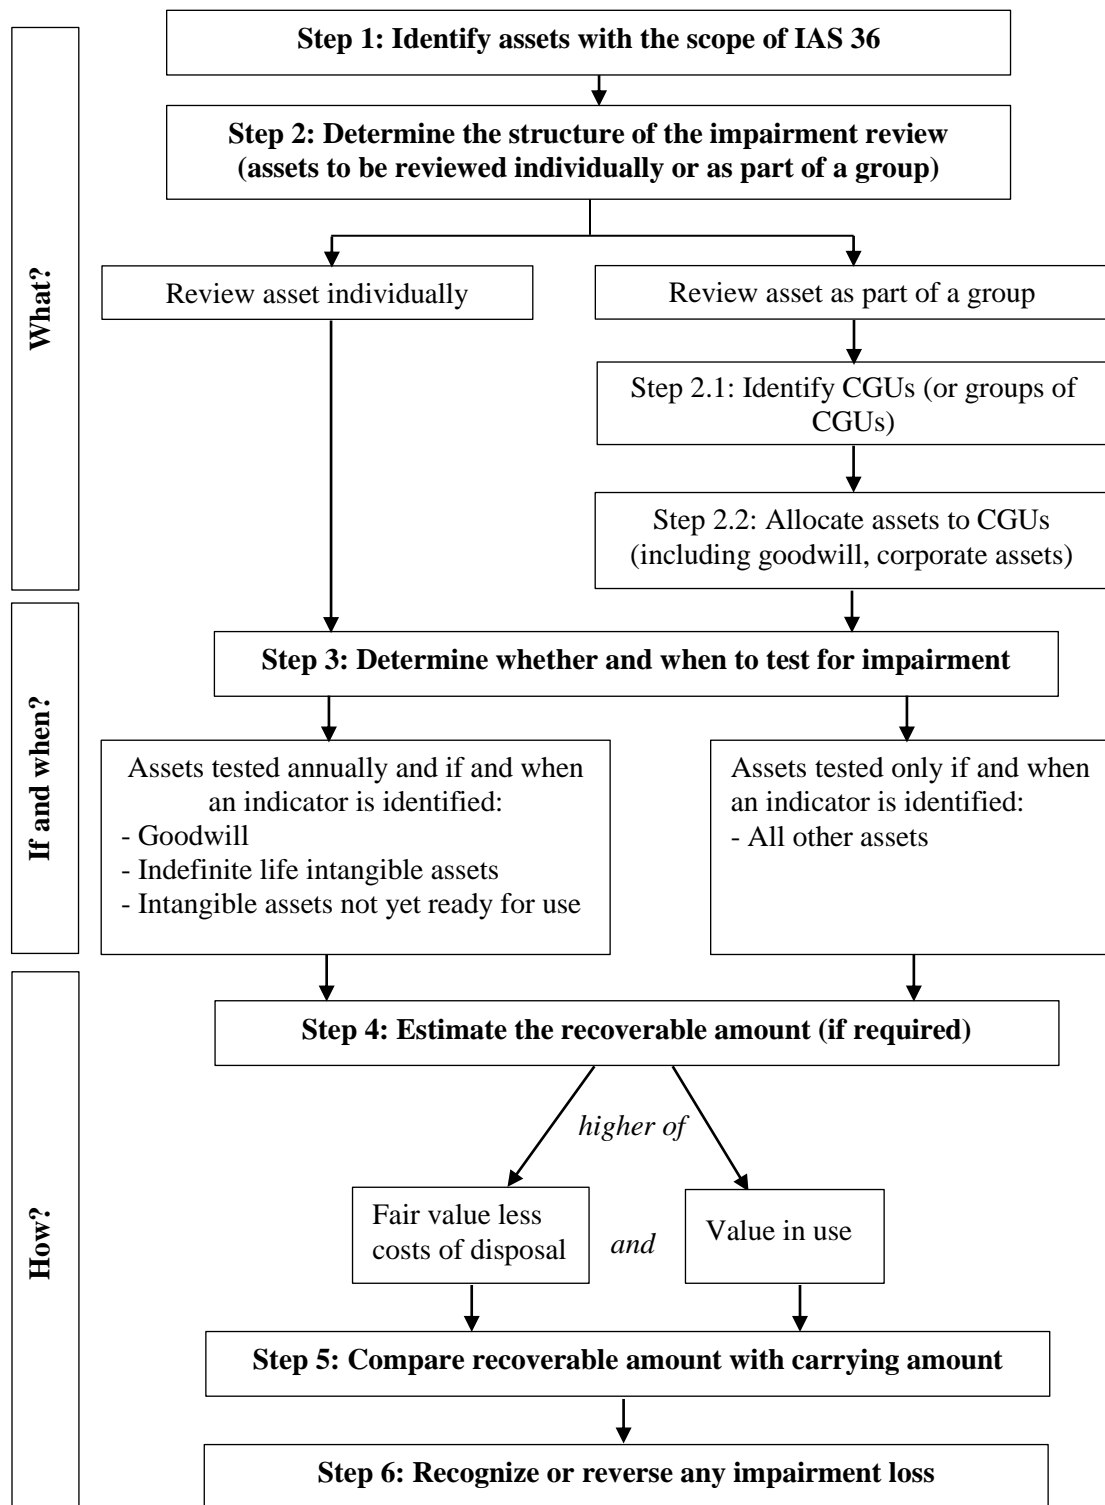 Step 1: Identify assets with the scope of IAS 36
Step 2: Determine the structure of the impairment review
(assets to be reviewed individually or as part of a group)
What?
Review asset individually
Review asset as part of a group
Step 2.1: Identify CGUs (or groups of
CGUs)
Step 2.2: Allocate assets to CGUs
(including goodwill, corporate assets)
If and when?
Step 3: Determine whether and when to test for impairment
Assets tested annually and if and when
an indicator is identified:
- Goodwill
- Indefinite life intangible assets
- Intangible assets not yet ready for use
Assets tested only if and when
an indicator is identified:
- All other assets
How?
Step 4: Estimate the recoverable amount (if required)
higher of
Fair value less
costs of disposal
and
Value in use
Step 5: Compare recoverable amount with carrying amount
Step 6: Recognize or reverse any impairment loss